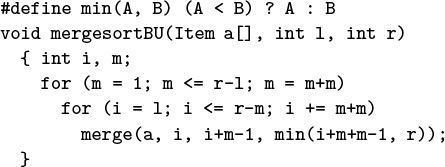 #define min(A, B) (A < B) ? A : B
void mergesortBU(Item a[], int l, int r)
  { int i, m;
    for (m = 1; m <= r-l; m = m+m)
      for (i = l; i <= r-m; i += m+m)
        merge(a, i, i+m-1, min(i+m+m-1, r));
  }